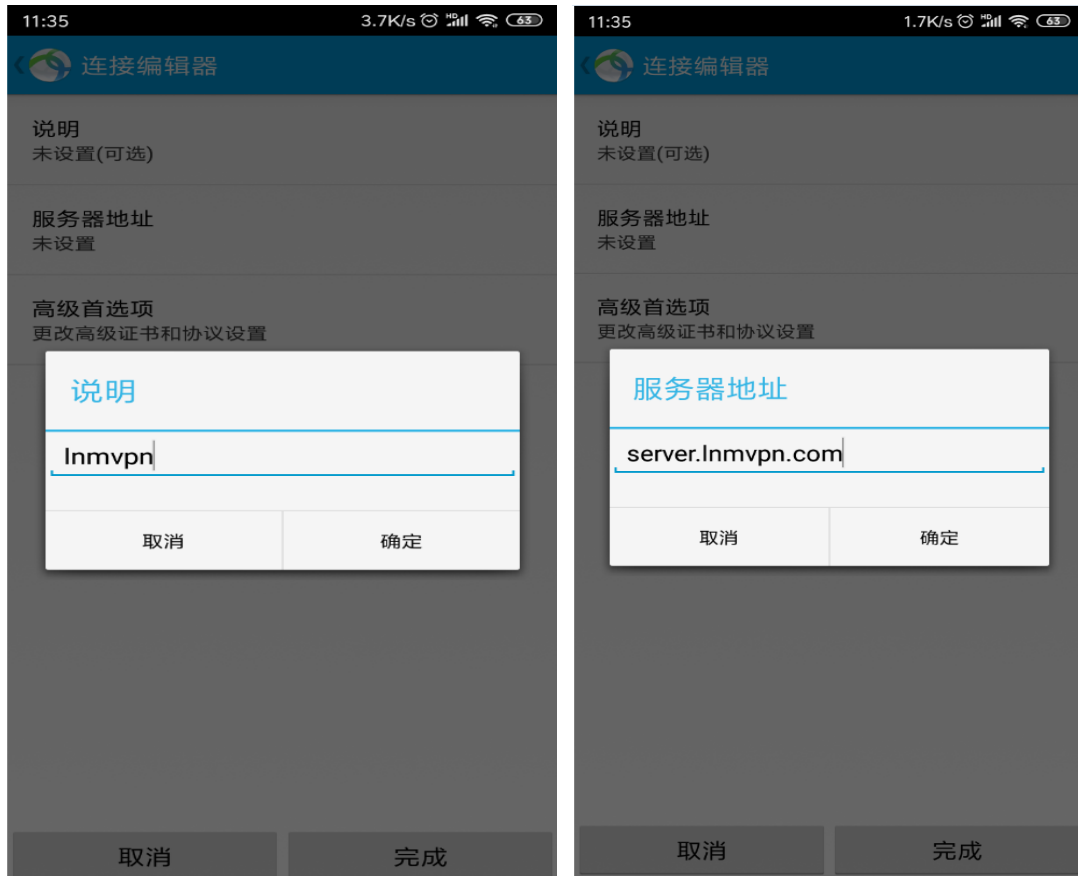 11:35
3.7K/s HD 63
连接编辑器
说明
未设置(可选)
服务器地址
未设置
高级首选项
更改高级证书和协议设置
说明
lnmvpn
取消
确定
取消
完成
11:35
1.7K/s HD 63
连接编辑器
说明
未设置(可选)
服务器地址
未设置
高级首选项
更改高级证书和协议设置
服务器地址
server.lnmvpn.com
取消
确定
取消
完成